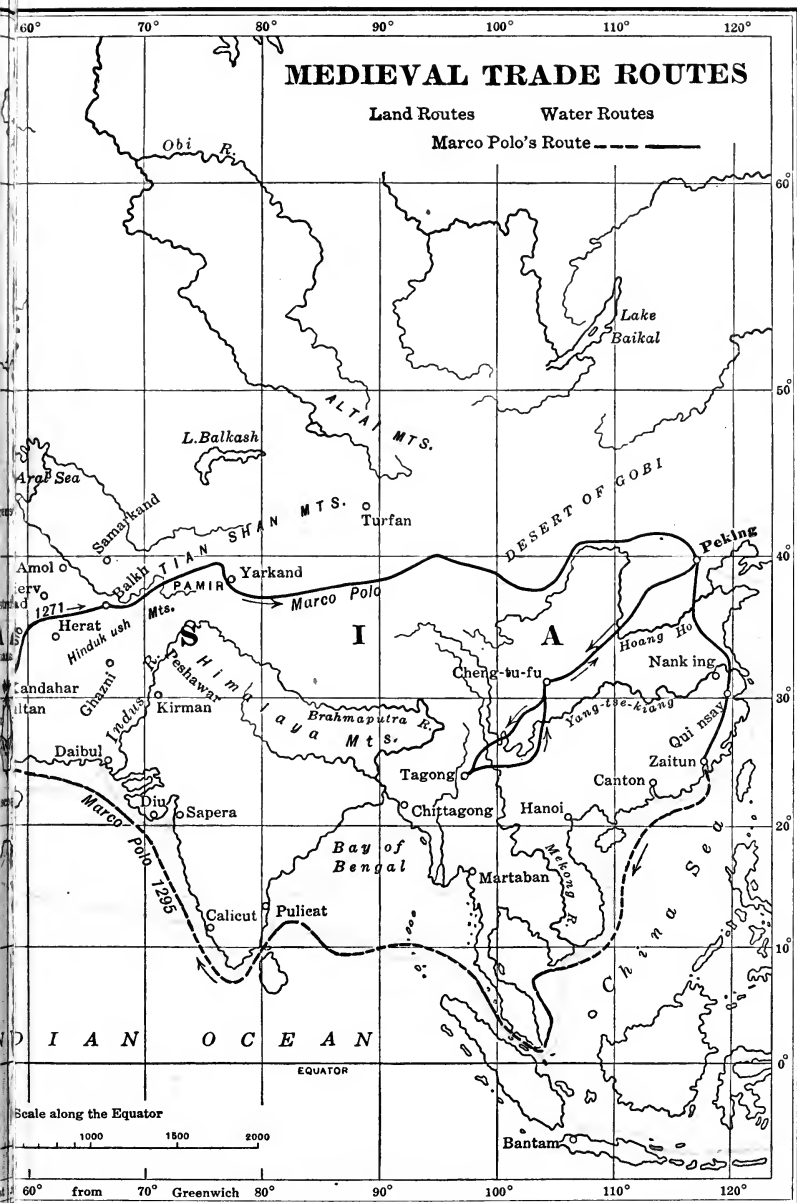 60° 70° 80° 90° 100° 110° 120°
MEDIEVAL TRADE ROUTES
Land Routes Water Routes
Marco Polo's Route
Obi R.
60°
Lake
Baikal
50°
ALTAI MTS.
L.Balkash
Aral Sea
DESERT OF GOBI
Turfan
TIAN SHAN MTS.
Samarkand
Peking
40°
Amol
Balkh
PAMIR
Yarkand
erv
1271
Marco Polo
Herat
Hinduk ush Mts.
S I A
Hoang Ho
Nank ing
Cheng-tu-fu
Kandahar
ultan
Ghazni
Indus R.
Peshawar
Kirman
Himalaya Mts.
Brahmaputra R.
Yang-tse-kiang
30°
Qui nsay
Zaitun
Daibul
Tagong
Canton
Diu
Sapera
Chittagong
Hanoi
20°
Marco Polo 1295
Bay of
Bengal
Martaban
Mekong R.
China Sea
Calicut
Pulicat
10°
DIAN OCEAN
EQUATOR
0°
Scale along the Equator
1000 1500 2000
Bantam
60° from 70° Greenwich 80° 90° 100° 110° 120°